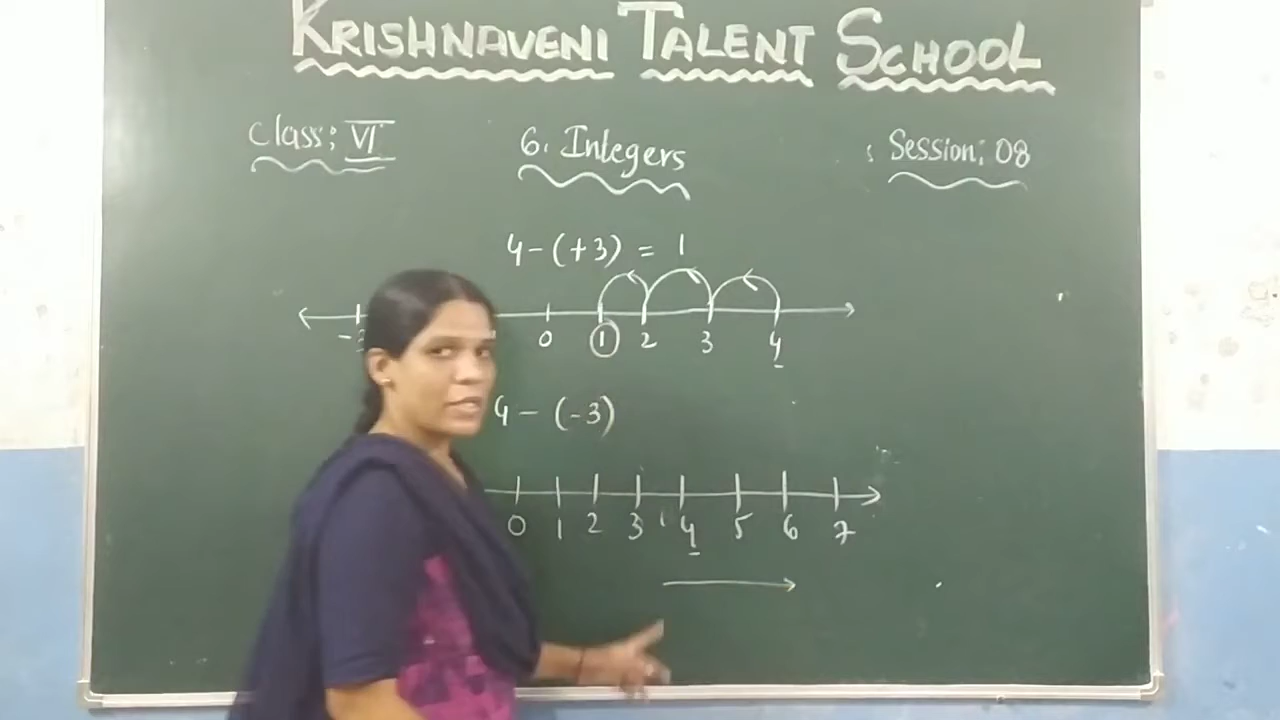 KRISHNAVENI TALENT SCHOOL
Class: VI 6. Integers Session: 08
4 - (+3) = 1
0 1 2 3 4
4 - (-3)
0 1 2 3 4 5 6 7